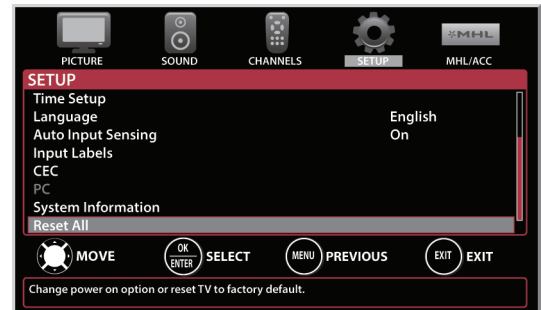 MHL
PICTURE SOUND CHANNELS SETUP MHL/ACC
SETUP
Time Setup
Language English
Auto Input Sensing On
Input Labels
CEC
PC
System Information
Reset All
MOVE OK ENTER SELECT MENU PREVIOUS EXIT EXIT
Change power on option or reset TV to factory default.